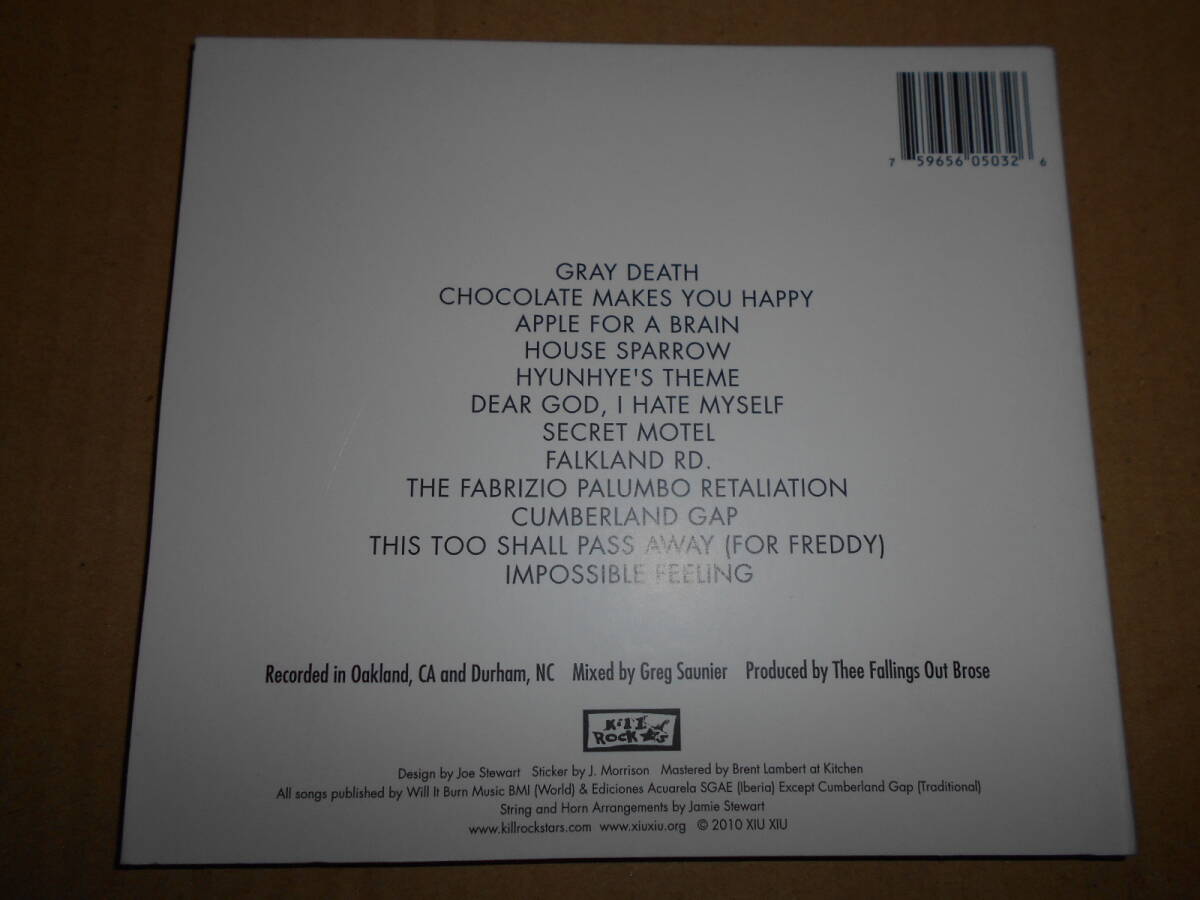 7 59656 05032 6
GRAY DEATH
CHOCOLATE MAKES YOU HAPPY
APPLE FOR A BRAIN
HOUSE SPARROW
HYUNHYE'S THEME
DEAR GOD, I HATE MYSELF
SECRET MOTEL
FALKLAND RD.
THE FABRIZIO PALUMBO RETALIATION
CUMBERLAND GAP
THIS TOO SHALL PASS AWAY (FOR FREDDY)
IMPOSSIBLE FEELING
Recorded in Oakland, CA and Durham, NC Mixed by Greg Saunier Produced by Thee Fallings Out Brose
KILL
ROCK ★S
Design by Joe Stewart Sticker by J. Morrison Mastered by Brent Lambert at Kitchen
All songs published by Will It Burn Music BMI (World) & Ediciones Acuarela SGAE (Iberia) Except Cumberland Gap (Traditional)
String and Horn Arrangements by Jamie Stewart
www.killrockstars.com www.xiuxiu.org © 2010 XIU XIU